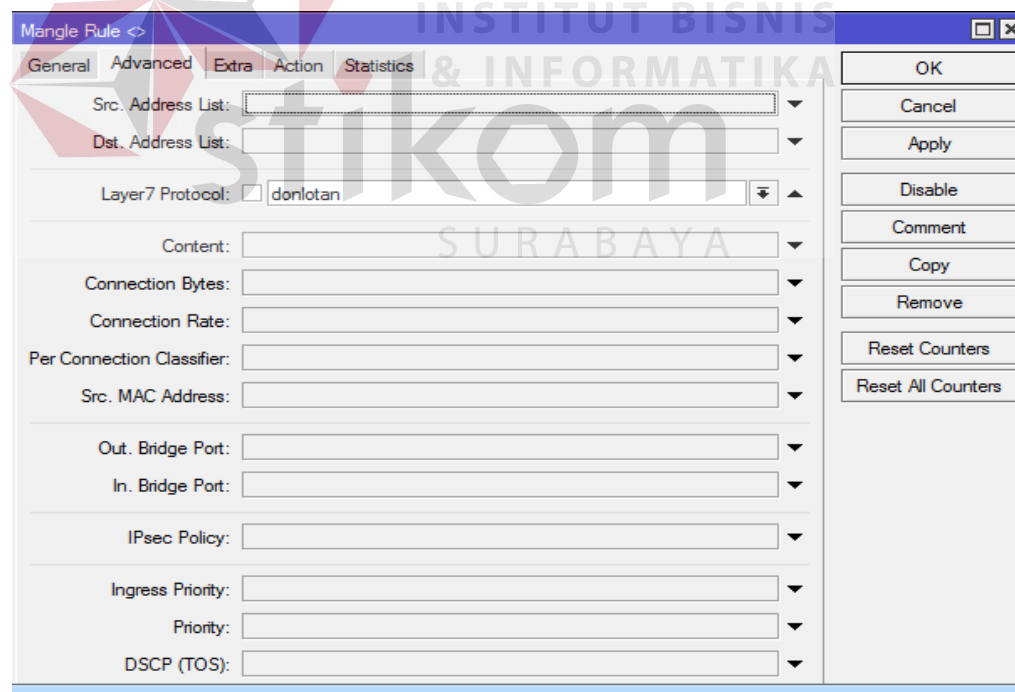 INSTITUT BISNIS
& INFORMATIKA
stikom
SURABAYA
Mangle Rule <>
General Advanced Extra Action Statistics
Src. Address List:
Dst. Address List:
Layer7 Protocol: donlotan
Content:
Connection Bytes:
Connection Rate:
Per Connection Classifier:
Src. MAC Address:
Out. Bridge Port:
In. Bridge Port:
IPsec Policy:
Ingress Priority:
Priority:
DSCP (TOS):
OK
Cancel
Apply
Disable
Comment
Copy
Remove
Reset Counters
Reset All Counters